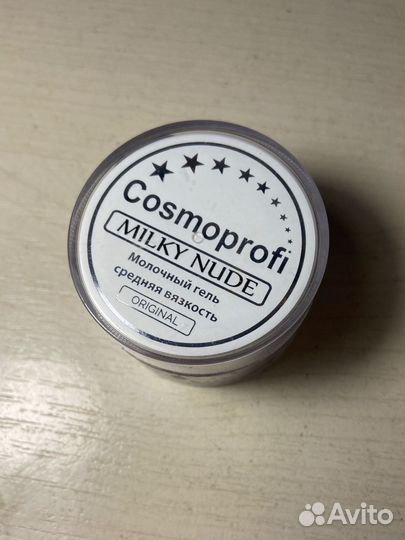 Cosmoprofi
MILKY NUDE
Молочный гель
средняя вязкость
ORIGINAL
Avito